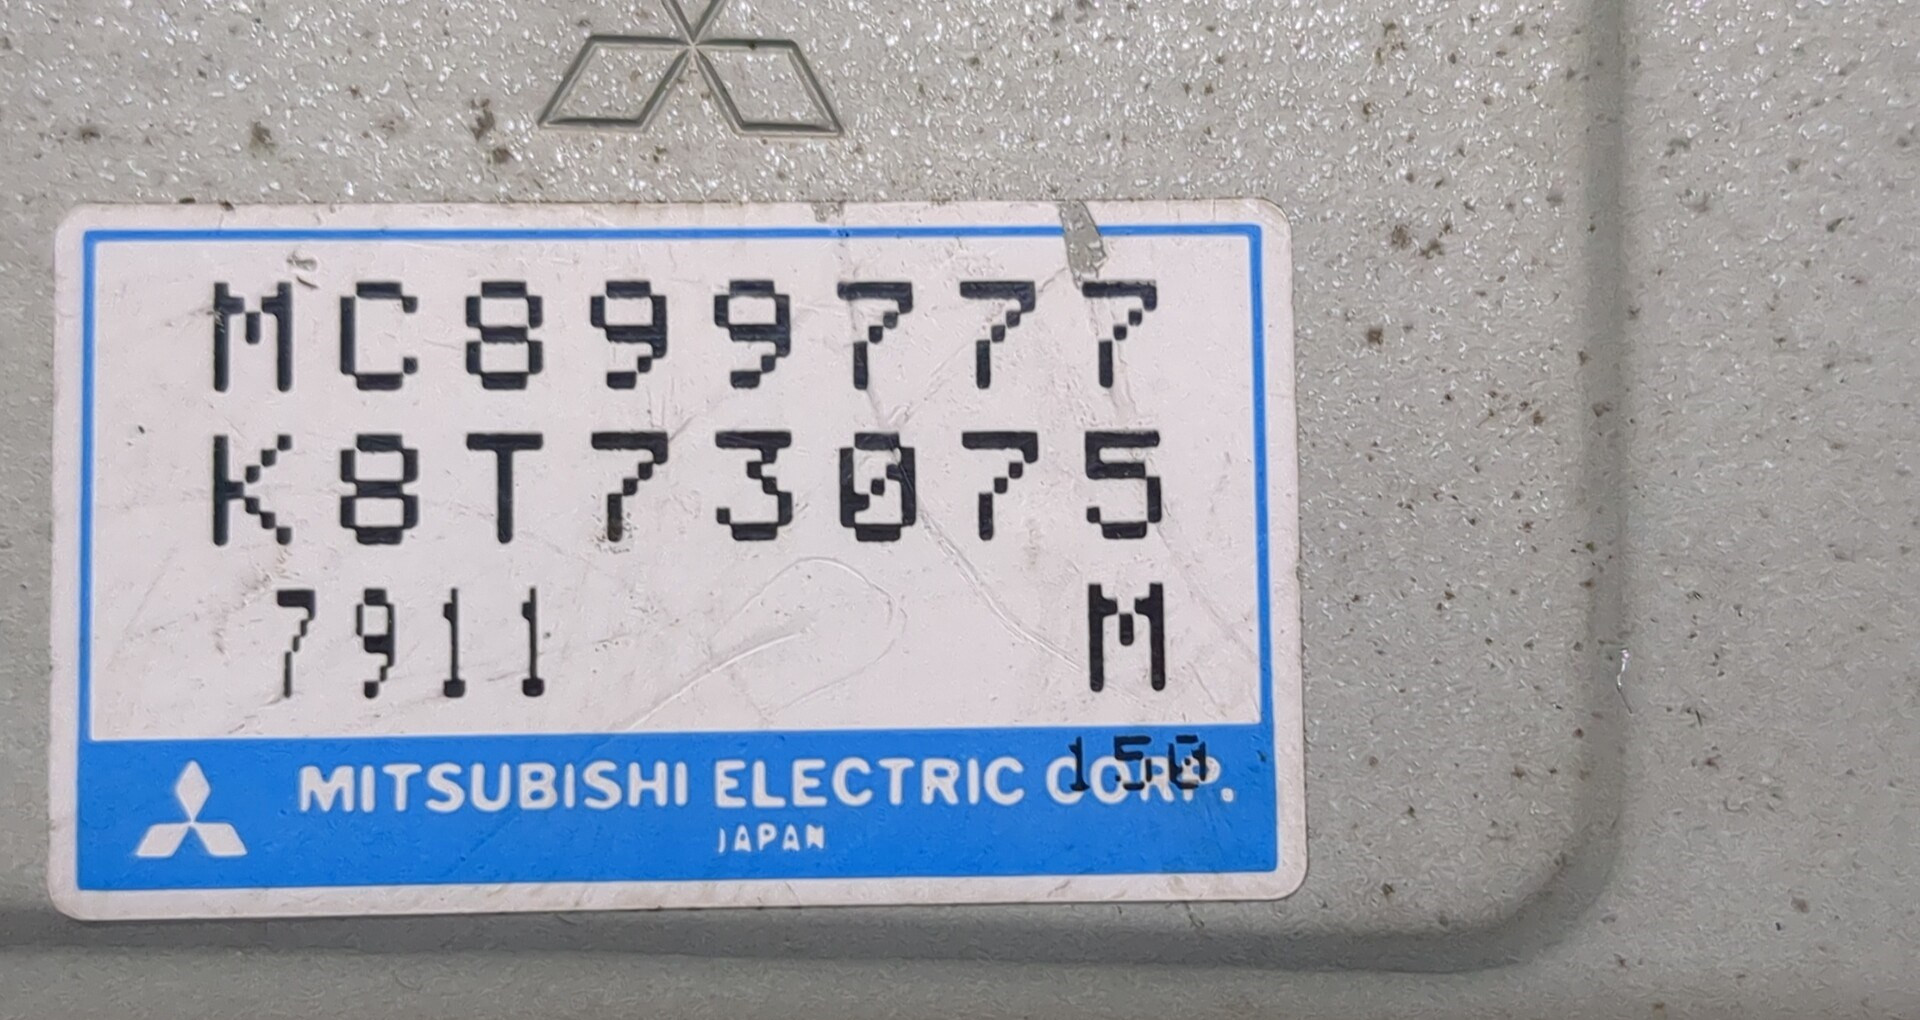 MC899777
K8T73075
7911 M
150
MITSUBISHI ELECTRIC CORP.
JAPAN